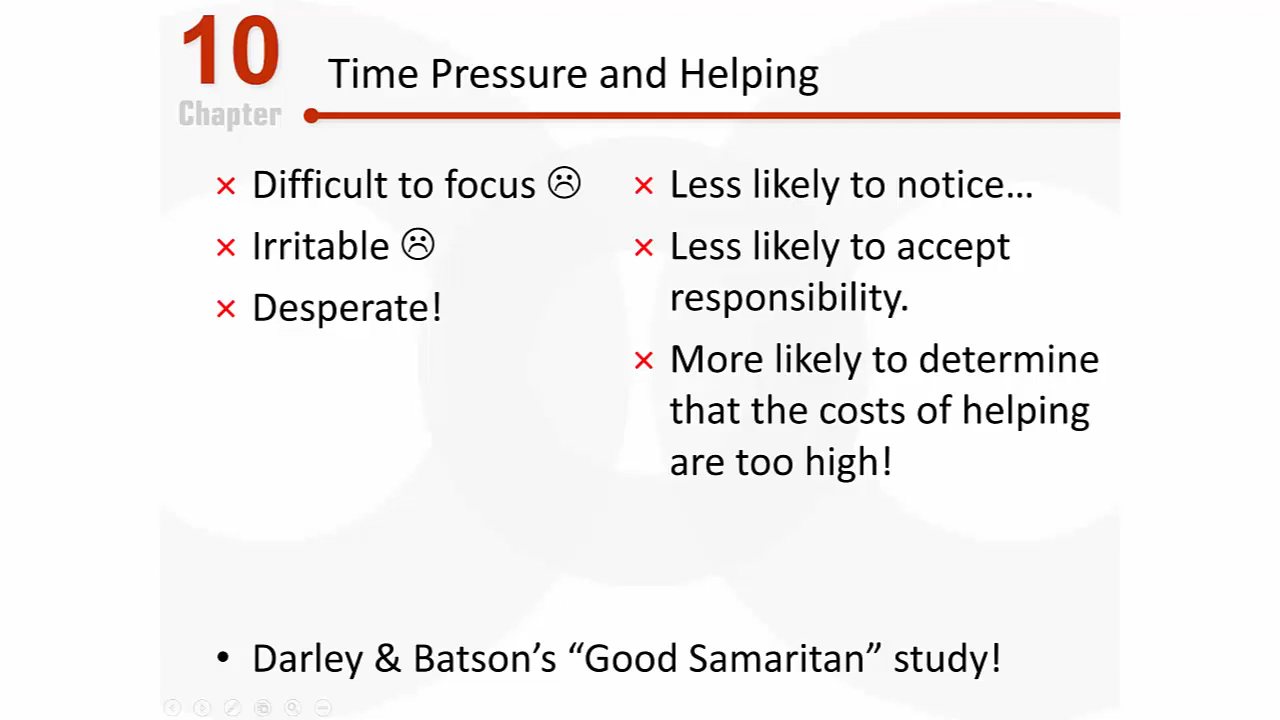 10
Chapter
Time Pressure and Helping
× Difficult to focus ☹
× Irritable ☹
× Desperate!
× Less likely to notice…
× Less likely to accept
responsibility.
× More likely to determine
that the costs of helping
are too high!
• Darley & Batson’s “Good Samaritan” study!